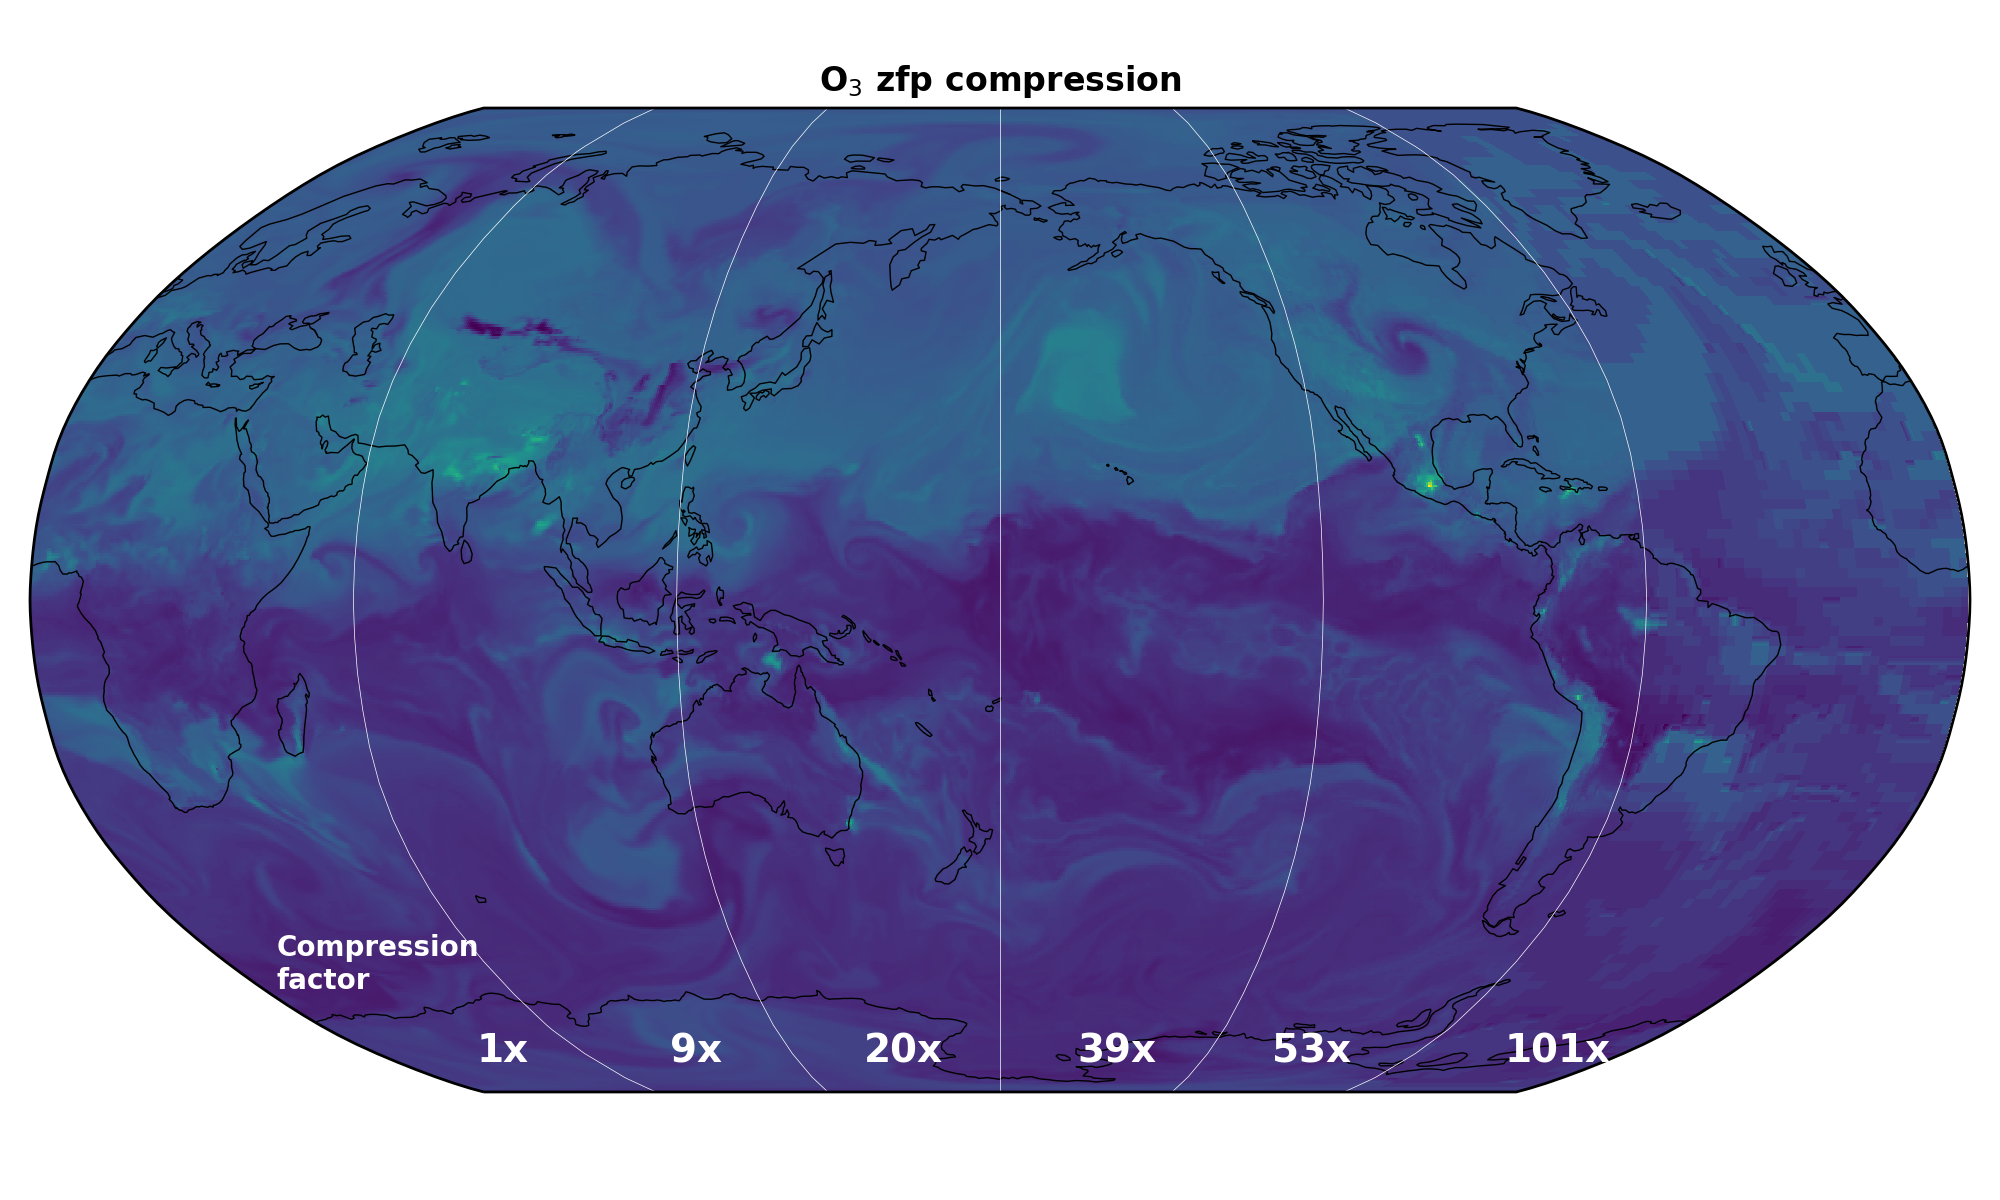 O₃ zfp compression
Compression
factor
1x 9x 20x 39x 53x 101x